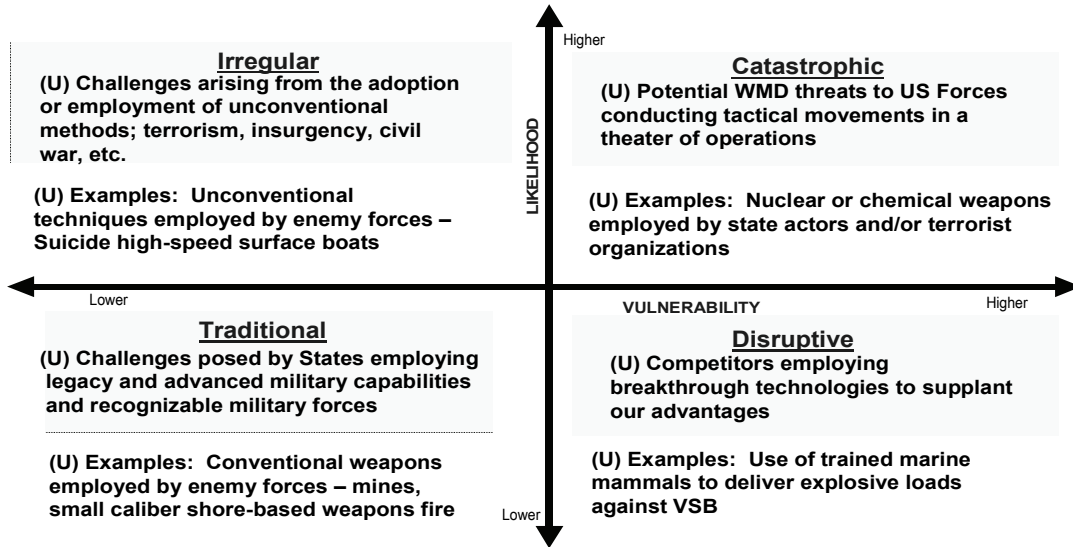 Irregular
(U) Challenges arising from the adoption
or employment of unconventional
methods; terrorism, insurgency, civil
war, etc.
(U) Examples: Unconventional
techniques employed by enemy forces –
Suicide high-speed surface boats
Higher
LIKELIHOOD
Catastrophic
(U) Potential WMD threats to US Forces
conducting tactical movements in a
theater of operations
(U) Examples: Nuclear or chemical weapons
employed by state actors and/or terrorist
organizations
Lower
VULNERABILITY
Higher
Traditional
(U) Challenges posed by States employing
legacy and advanced military capabilities
and recognizable military forces
(U) Examples: Conventional weapons
employed by enemy forces – mines,
small caliber shore-based weapons fire
Disruptive
(U) Competitors employing
breakthrough technologies to supplant
our advantages
(U) Examples: Use of trained marine
mammals to deliver explosive loads
against VSB
Lower